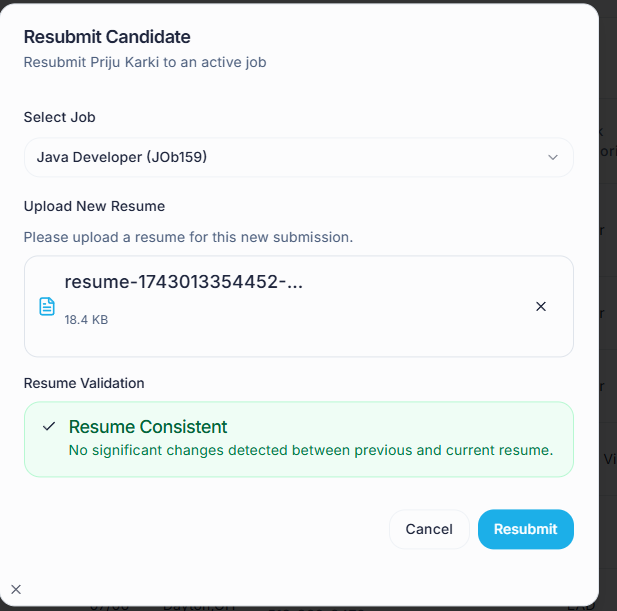 Resubmit Candidate
Resubmit Priju Karki to an active job
Select Job
Java Developer (JOb159)
Upload New Resume
Please upload a resume for this new submission.
resume-1743013354452-...
18.4 KB
Resume Validation
Resume Consistent
No significant changes detected between previous and current resume.
Cancel
Resubmit